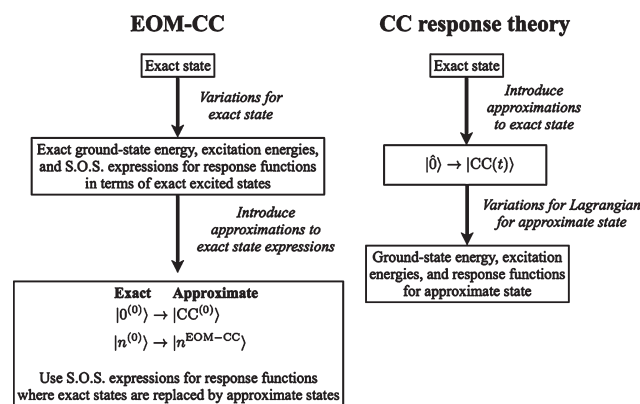 EOM-CC
Exact state
Variations for
exact state
Exact ground-state energy, excitation energies,
and S.O.S. expressions for response functions
in terms of exact excited states
Introduce
approximations to
exact state expressions
Exact Approximate
|0⁽⁰⁾⟩ → |CC⁽⁰⁾⟩
|n⁽⁰⁾⟩ → |nᴱᴼᴹ⁻ᶜᶜ⟩
Use S.O.S. expressions for response functions
where exact states are replaced by approximate states
CC response theory
Exact state
Introduce
approximations
to exact state
|0̂⟩ → |CC(t)⟩
Variations for Lagrangian
for approximate state
Ground-state energy, excitation
energies, and response functions
for approximate state